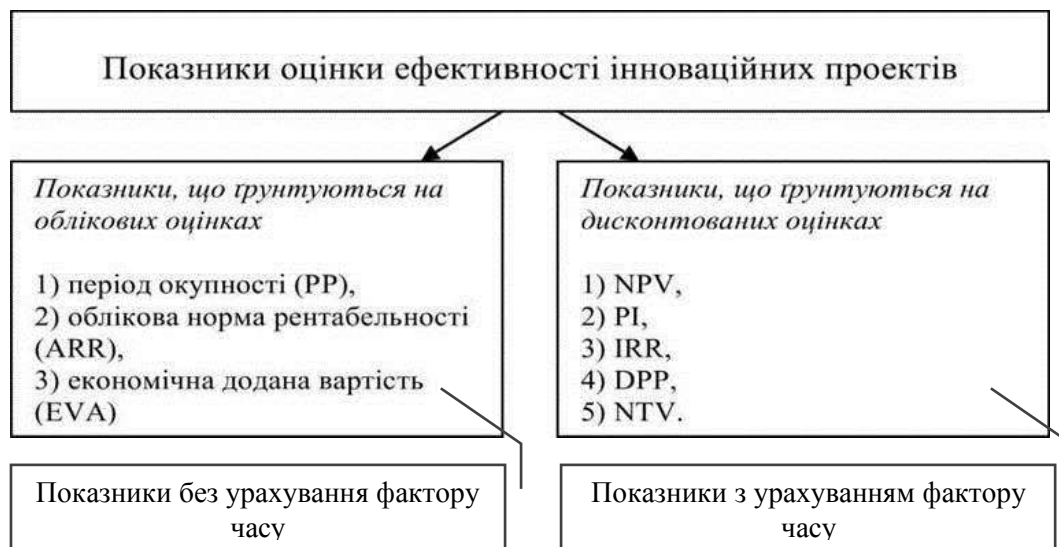 Показники оцінки ефективності інноваційних проектів
Показники, що ґрунтуються на
облікових оцінках
1) період окупності (PP),
2) облікова норма рентабельності
(ARR),
3) економічна додана вартість
(EVA)
Показники, що ґрунтуються на
дисконтованих оцінках
1) NPV,
2) PI,
3) IRR,
4) DPP,
5) NTV.
Показники без урахування фактору
часу
Показники з урахуванням фактору
часу